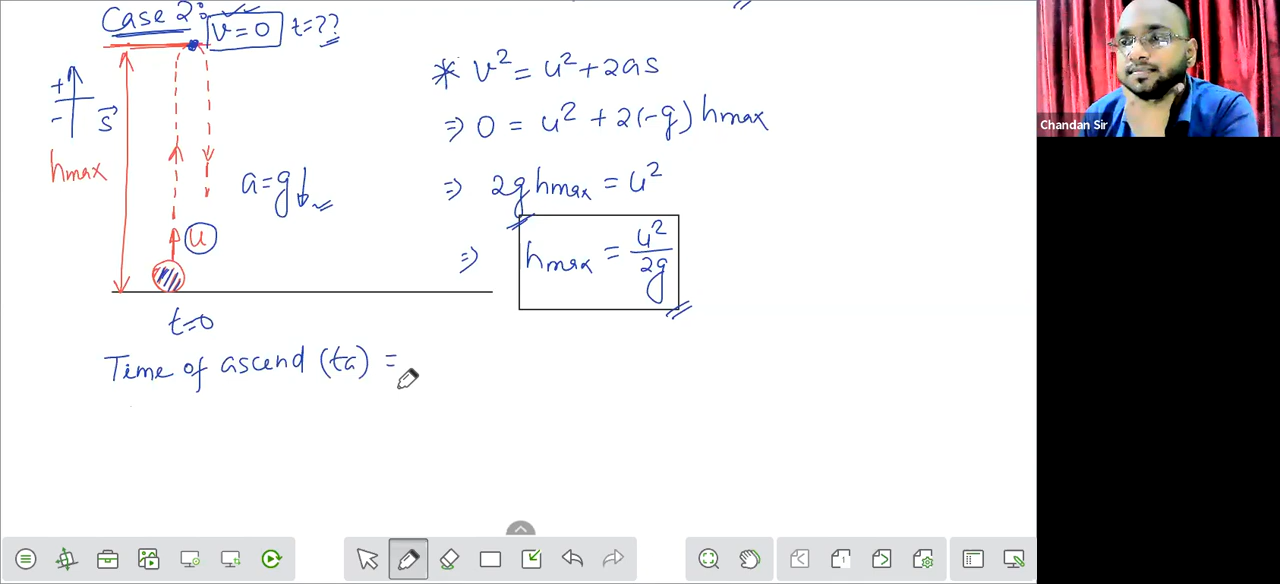 Case 2:
v = 0 t = ??
+
-
s
hmax
a = g↓
u
t=0
* v² = u² + 2as
⇒ 0 = u² + 2(-g) hmax
⇒ 2g hmax = u²
⇒ hmax = u²/2g
Time of ascend (ta) =
Chandan Sir
1